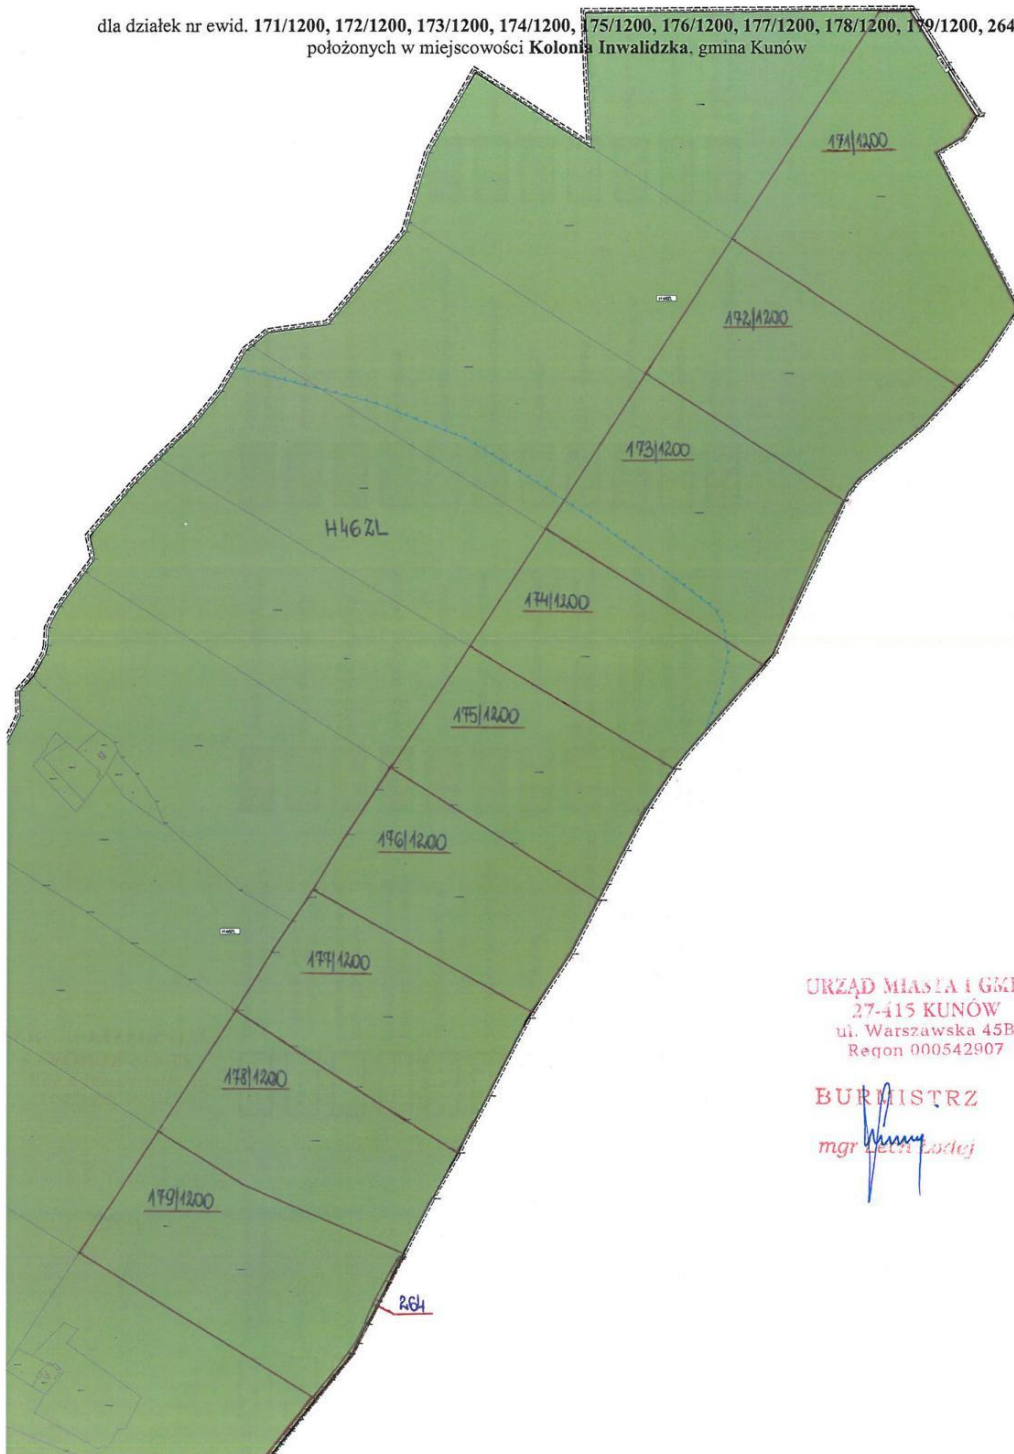 dla działek nr ewid. 171/1200, 172/1200, 173/1200, 174/1200, 175/1200, 176/1200, 177/1200, 178/1200, 179/1200, 264
położonych w miejscowości Kolonia Inwalidzka, gmina Kunów
171/1200
172/1200
173/1200
H46ZL
174/1200
175/1200
176/1200
177/1200
178/1200
179/1200
264
URZĄD MIASTA I
27-415 KUNÓW
ul. Warszawska 45B
Regon 000542907
BURMISTRZ
mgr Lech Łodej